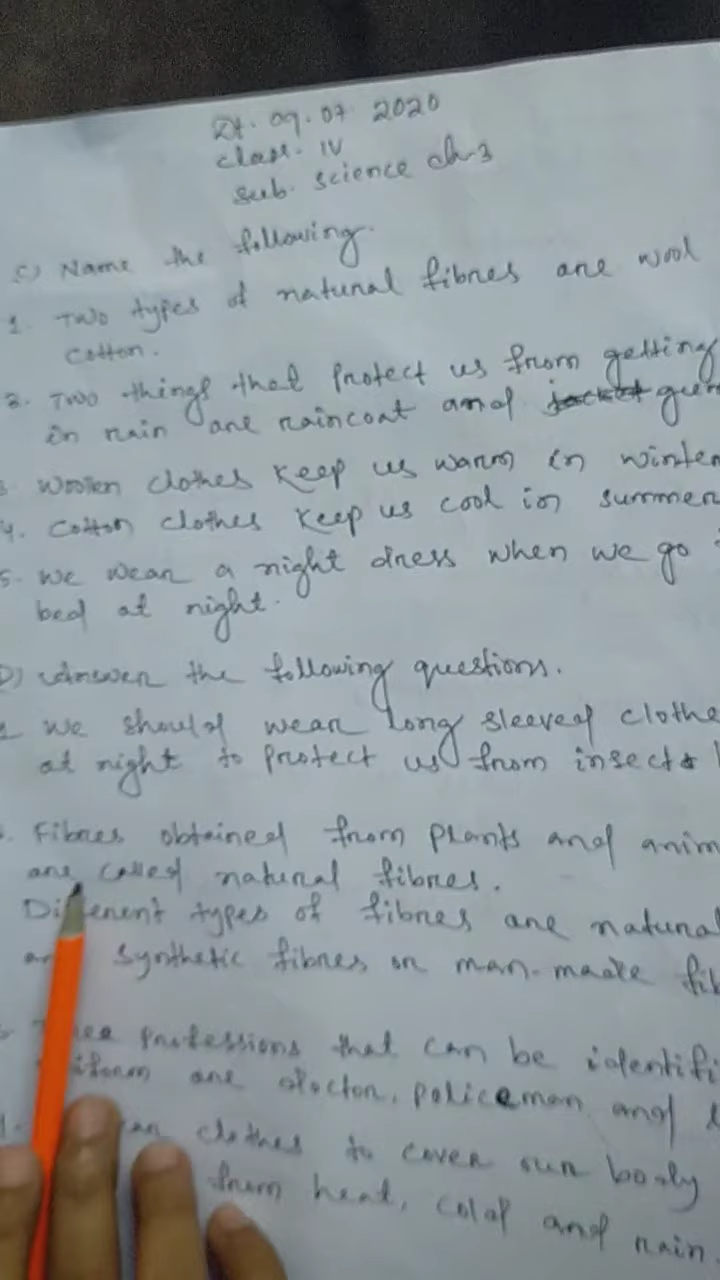 Dt. 09.07 2020
class- IV
sub. science ch-3
C) Name the following.
1. Two types of natural fibres are wool
cotton.
2. Two things that protect us from getting
in rain are raincoat and
Woolen clothes keep us warm in winter
4. Cotton clothes keep us cool in summer
5. We wear a night dress when we go
bed at night.
D) Answer the following questions.
1 We should wear long sleeved clothe
at night to protect us from insect
Fibres obtained from plants and anim
are called natural fibres.
Different types of fibres are natural
synthetic fibres or man-made fib
professions that can be identifi
are doctor, policeman and
clothes to cover our body
from heat, cold and rain.